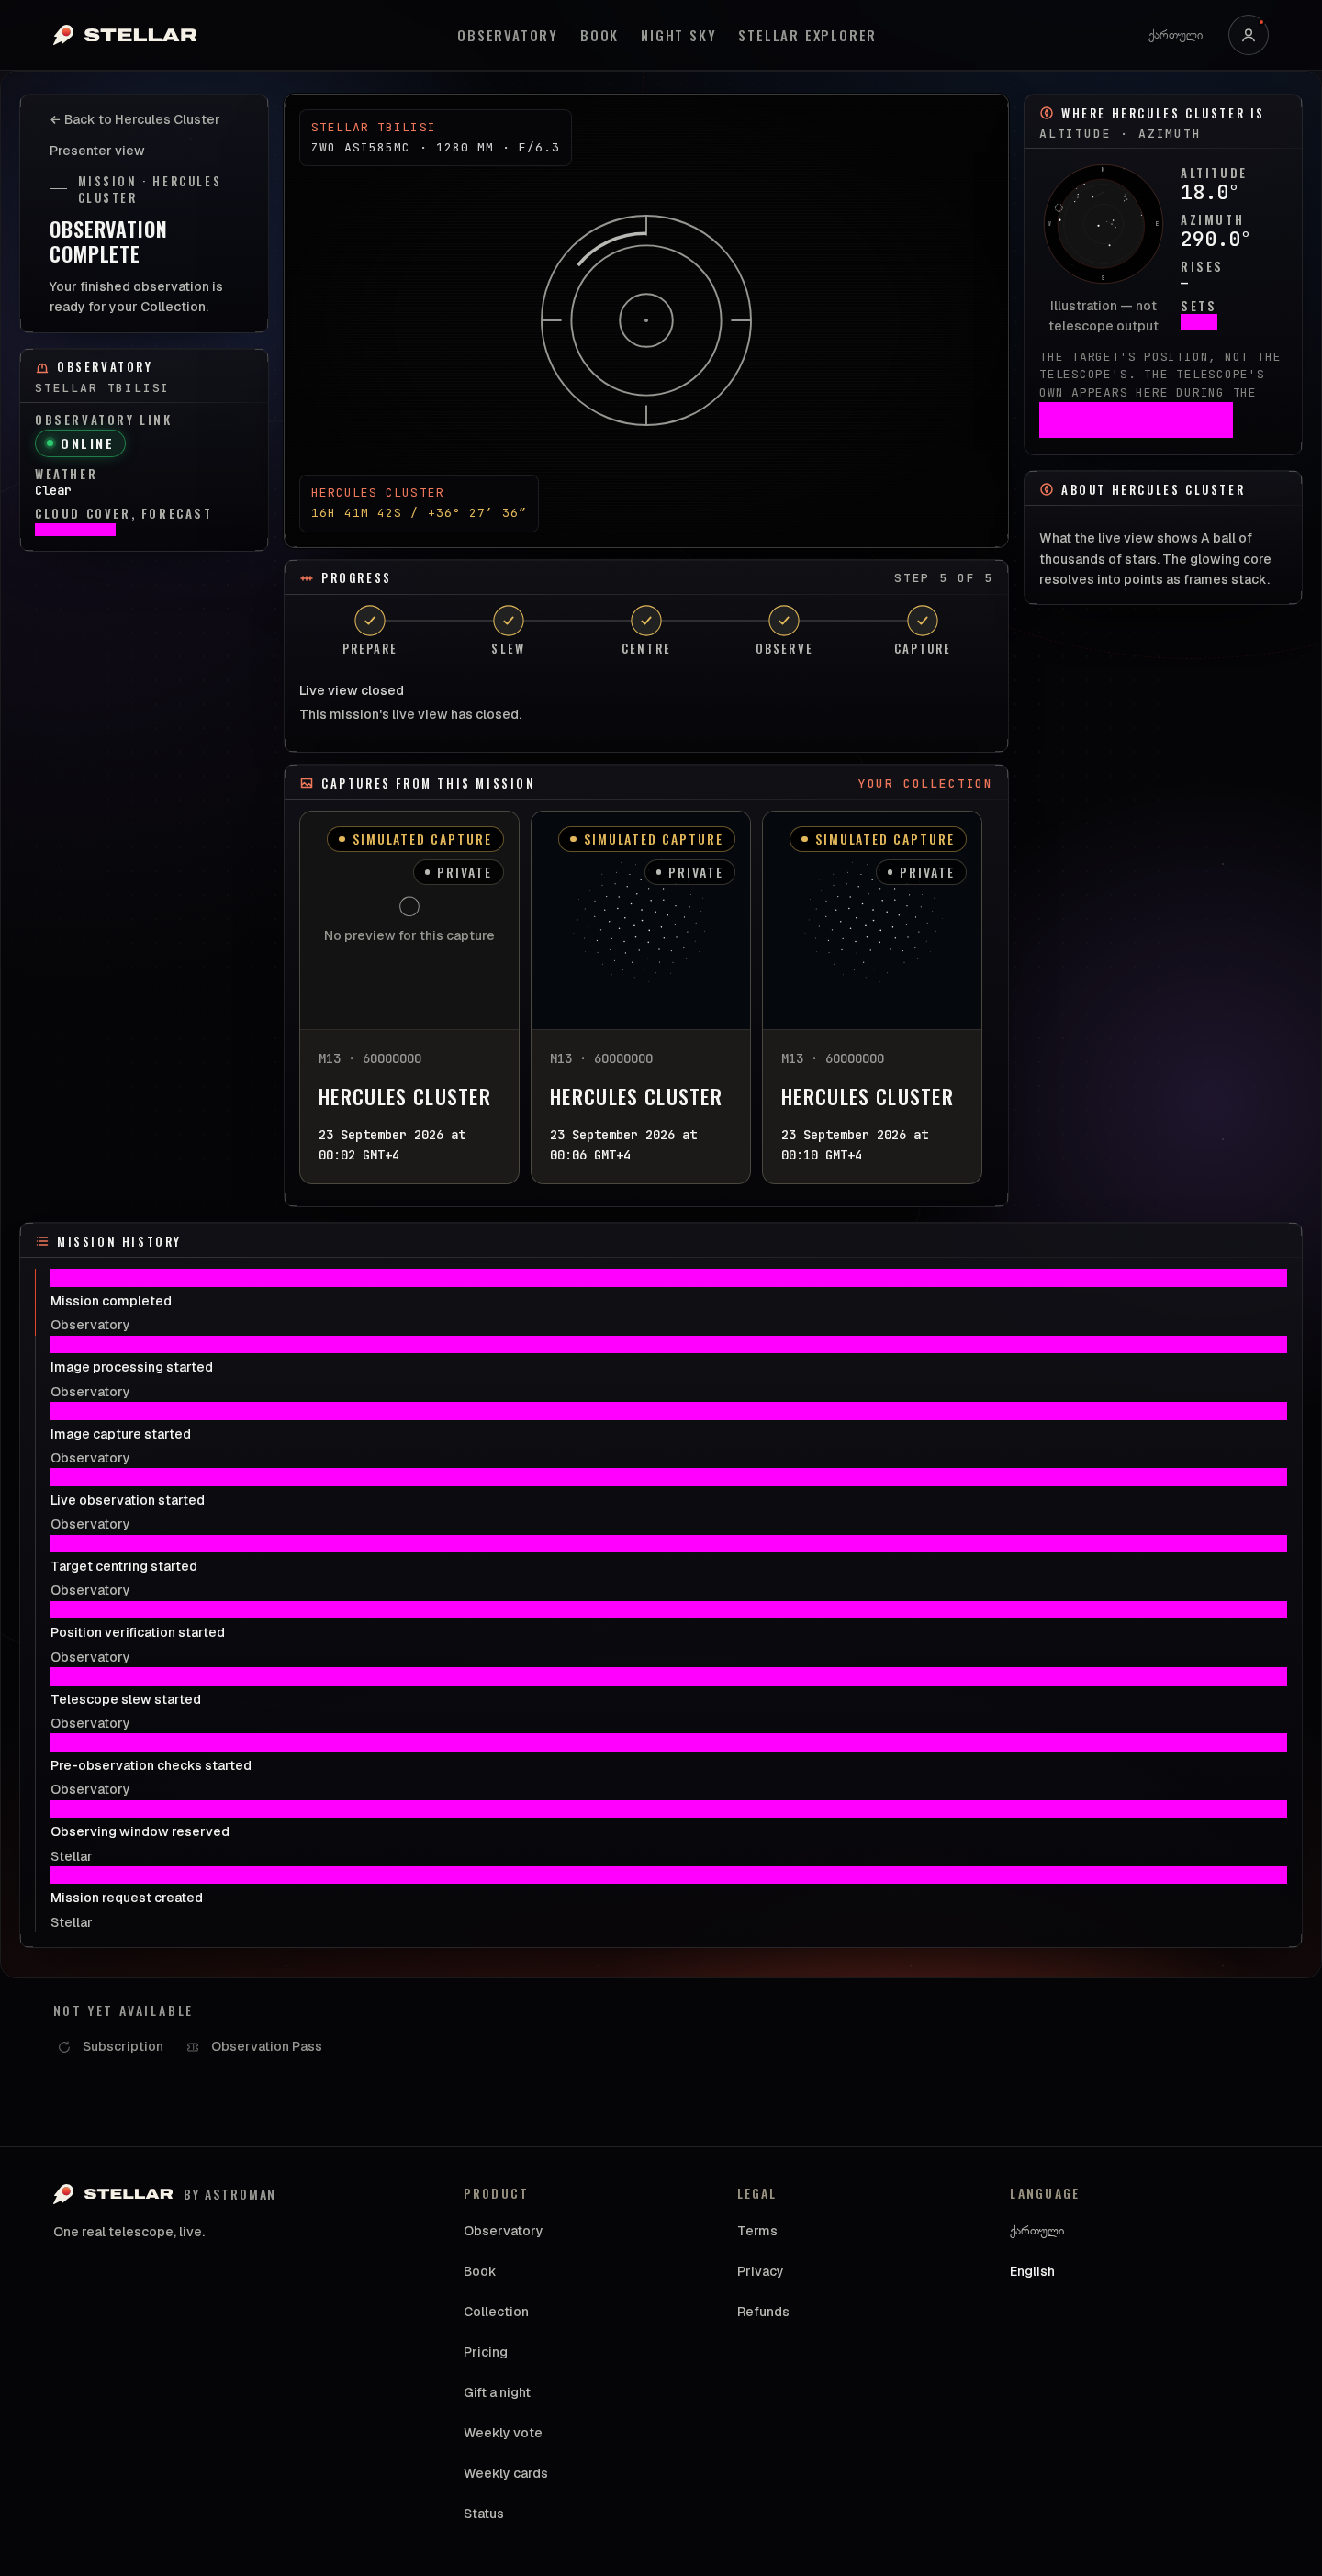 STELLAR
OBSERVATORY
BOOK
NIGHT SKY
STELLAR EXPLORER
ქართული
← Back to Hercules Cluster
Presenter view
MISSION · HERCULES
CLUSTER
OBSERVATION
COMPLETE
Your finished observation is
ready for your Collection.
OBSERVATORY
STELLAR TBILISI
OBSERVATORY LINK
ONLINE
WEATHER
Clear
CLOUD COVER, FORECAST
STELLAR TBILISI
ZWO ASI585MC · 1280 MM · F/6.3
HERCULES CLUSTER
16H 41M 42S / +36° 27′ 36″
PROGRESS
STEP 5 OF 5
PREPARE
SLEW
CENTRE
OBSERVE
CAPTURE
Live view closed
This mission's live view has closed.
CAPTURES FROM THIS MISSION
YOUR COLLECTION
SIMULATED CAPTURE
PRIVATE
No preview for this capture
M13 · 60000000
HERCULES CLUSTER
23 September 2026 at
00:02 GMT+4
SIMULATED CAPTURE
PRIVATE
M13 · 60000000
HERCULES CLUSTER
23 September 2026 at
00:06 GMT+4
SIMULATED CAPTURE
PRIVATE
M13 · 60000000
HERCULES CLUSTER
23 September 2026 at
00:10 GMT+4
WHERE HERCULES CLUSTER IS
ALTITUDE · AZIMUTH
N
W
E
S
Illustration — not
telescope output
ALTITUDE
18.0°
AZIMUTH
290.0°
RISES
—
SETS
THE TARGET'S POSITION, NOT THE
TELESCOPE'S. THE TELESCOPE'S
OWN APPEARS HERE DURING THE
ABOUT HERCULES CLUSTER
What the live view shows A ball of
thousands of stars. The glowing core
resolves into points as frames stack.
MISSION HISTORY
Mission completed
Observatory
Image processing started
Observatory
Image capture started
Observatory
Live observation started
Observatory
Target centring started
Observatory
Position verification started
Observatory
Telescope slew started
Observatory
Pre-observation checks started
Observatory
Observing window reserved
Stellar
Mission request created
Stellar
NOT YET AVAILABLE
Subscription
Observation Pass
STELLAR BY ASTROMAN
One real telescope, live.
PRODUCT
Observatory
Book
Collection
Pricing
Gift a night
Weekly vote
Weekly cards
Status
LEGAL
Terms
Privacy
Refunds
LANGUAGE
ქართული
English